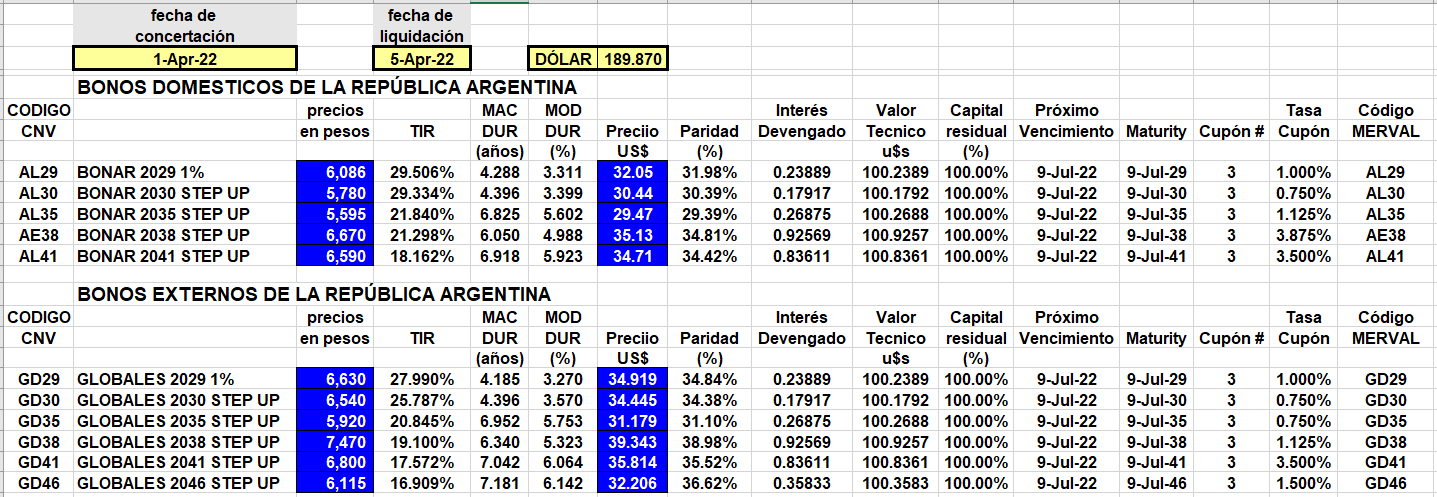 fecha de fecha de
concertación liquidación
1-Apr-22 5-Apr-22 DÓLAR 189.870
BONOS DOMESTICOS DE LA REPÚBLICA ARGENTINA
CODIGO precios MAC MOD Interés Valor Capital Próximo Tasa Código
CNV en pesos TIR DUR DUR Preciio Paridad Devengado Tecnico residual Vencimiento Maturity Cupón # Cupón MERVAL
(años) (%) US$ (%) u$s (%)
AL29 BONAR 2029 1% 6,086 29.506% 4.288 3.311 32.05 31.98% 0.23889 100.2389 100.00% 9-Jul-22 9-Jul-29 3 1.000% AL29
AL30 BONAR 2030 STEP UP 5,780 29.334% 4.396 3.399 30.44 30.39% 0.17917 100.1792 100.00% 9-Jul-22 9-Jul-30 3 0.750% AL30
AL35 BONAR 2035 STEP UP 5,595 21.840% 6.825 5.602 29.47 29.39% 0.26875 100.2688 100.00% 9-Jul-22 9-Jul-35 3 1.125% AL35
AE38 BONAR 2038 STEP UP 6,670 21.298% 6.050 4.988 35.13 34.81% 0.92569 100.9257 100.00% 9-Jul-22 9-Jul-38 3 3.875% AE38
AL41 BONAR 2041 STEP UP 6,590 18.162% 6.918 5.923 34.71 34.42% 0.83611 100.8361 100.00% 9-Jul-22 9-Jul-41 3 3.500% AL41
BONOS EXTERNOS DE LA REPÚBLICA ARGENTINA
CODIGO precios MAC MOD Interés Valor Capital Próximo Tasa Código
CNV en pesos TIR DUR DUR Preciio Paridad Devengado Tecnico residual Vencimiento Maturity Cupón # Cupón MERVAL
(años) (%) US$ (%) u$s (%)
GD29 GLOBALES 2029 1% 6,630 27.990% 4.185 3.270 34.919 34.84% 0.23889 100.2389 100.00% 9-Jul-22 9-Jul-29 3 1.000% GD29
GD30 GLOBALES 2030 STEP UP 6,540 25.787% 4.396 3.570 34.445 34.38% 0.17917 100.1792 100.00% 9-Jul-22 9-Jul-30 3 0.750% GD30
GD35 GLOBALES 2035 STEP UP 5,920 20.845% 6.952 5.753 31.179 31.10% 0.26875 100.2688 100.00% 9-Jul-22 9-Jul-35 3 0.750% GD35
GD38 GLOBALES 2038 STEP UP 7,470 19.100% 6.340 5.323 39.343 38.98% 0.92569 100.9257 100.00% 9-Jul-22 9-Jul-38 3 1.125% GD38
GD41 GLOBALES 2041 STEP UP 6,800 17.572% 7.042 6.064 35.814 35.52% 0.83611 100.8361 100.00% 9-Jul-22 9-Jul-41 3 3.500% GD41
GD46 GLOBALES 2046 STEP UP 6,115 16.909% 7.181 6.142 32.206 36.62% 0.35833 100.3583 100.00% 9-Jul-22 9-Jul-46 3 1.500% GD46